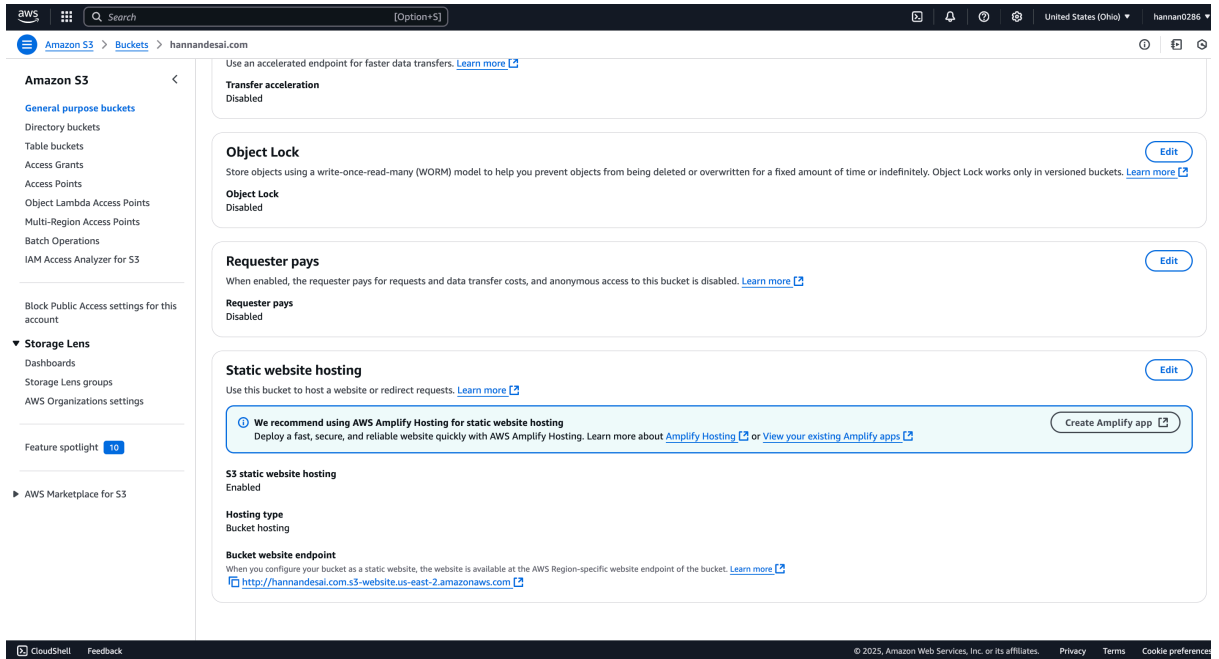 aws
Search [Option+S]
United States (Ohio) ▼ hannan0286 ▼
Amazon S3 > Buckets > hannandesai.com
Amazon S3
General purpose buckets
Directory buckets
Table buckets
Access Grants
Access Points
Object Lambda Access Points
Multi-Region Access Points
Batch Operations
IAM Access Analyzer for S3
Block Public Access settings for this
account
Storage Lens
Dashboards
Storage Lens groups
AWS Organizations settings
Feature spotlight 10
AWS Marketplace for S3
Use an accelerated endpoint for faster data transfers. Learn more
Transfer acceleration
Disabled
Object Lock
Edit
Store objects using a write-once-read-many (WORM) model to help you prevent objects from being deleted or overwritten for a fixed amount of time or indefinitely. Object Lock works only in versioned buckets. Learn more
Object Lock
Disabled
Requester pays
Edit
When enabled, the requester pays for requests and data transfer costs, and anonymous access to this bucket is disabled. Learn more
Requester pays
Disabled
Static website hosting
Edit
Use this bucket to host a website or redirect requests. Learn more
We recommend using AWS Amplify Hosting for static website hosting
Deploy a fast, secure, and reliable website quickly with AWS Amplify Hosting. Learn more about Amplify Hosting or View your existing Amplify apps
Create Amplify app
S3 static website hosting
Enabled
Hosting type
Bucket hosting
Bucket website endpoint
When you configure your bucket as a static website, the website is available at the AWS Region-specific website endpoint of the bucket. Learn more
http://hannandesai.com.s3-website.us-east-2.amazonaws.com
CloudShell Feedback © 2025, Amazon Web Services, Inc. or its affiliates. Privacy Terms Cookie preferences